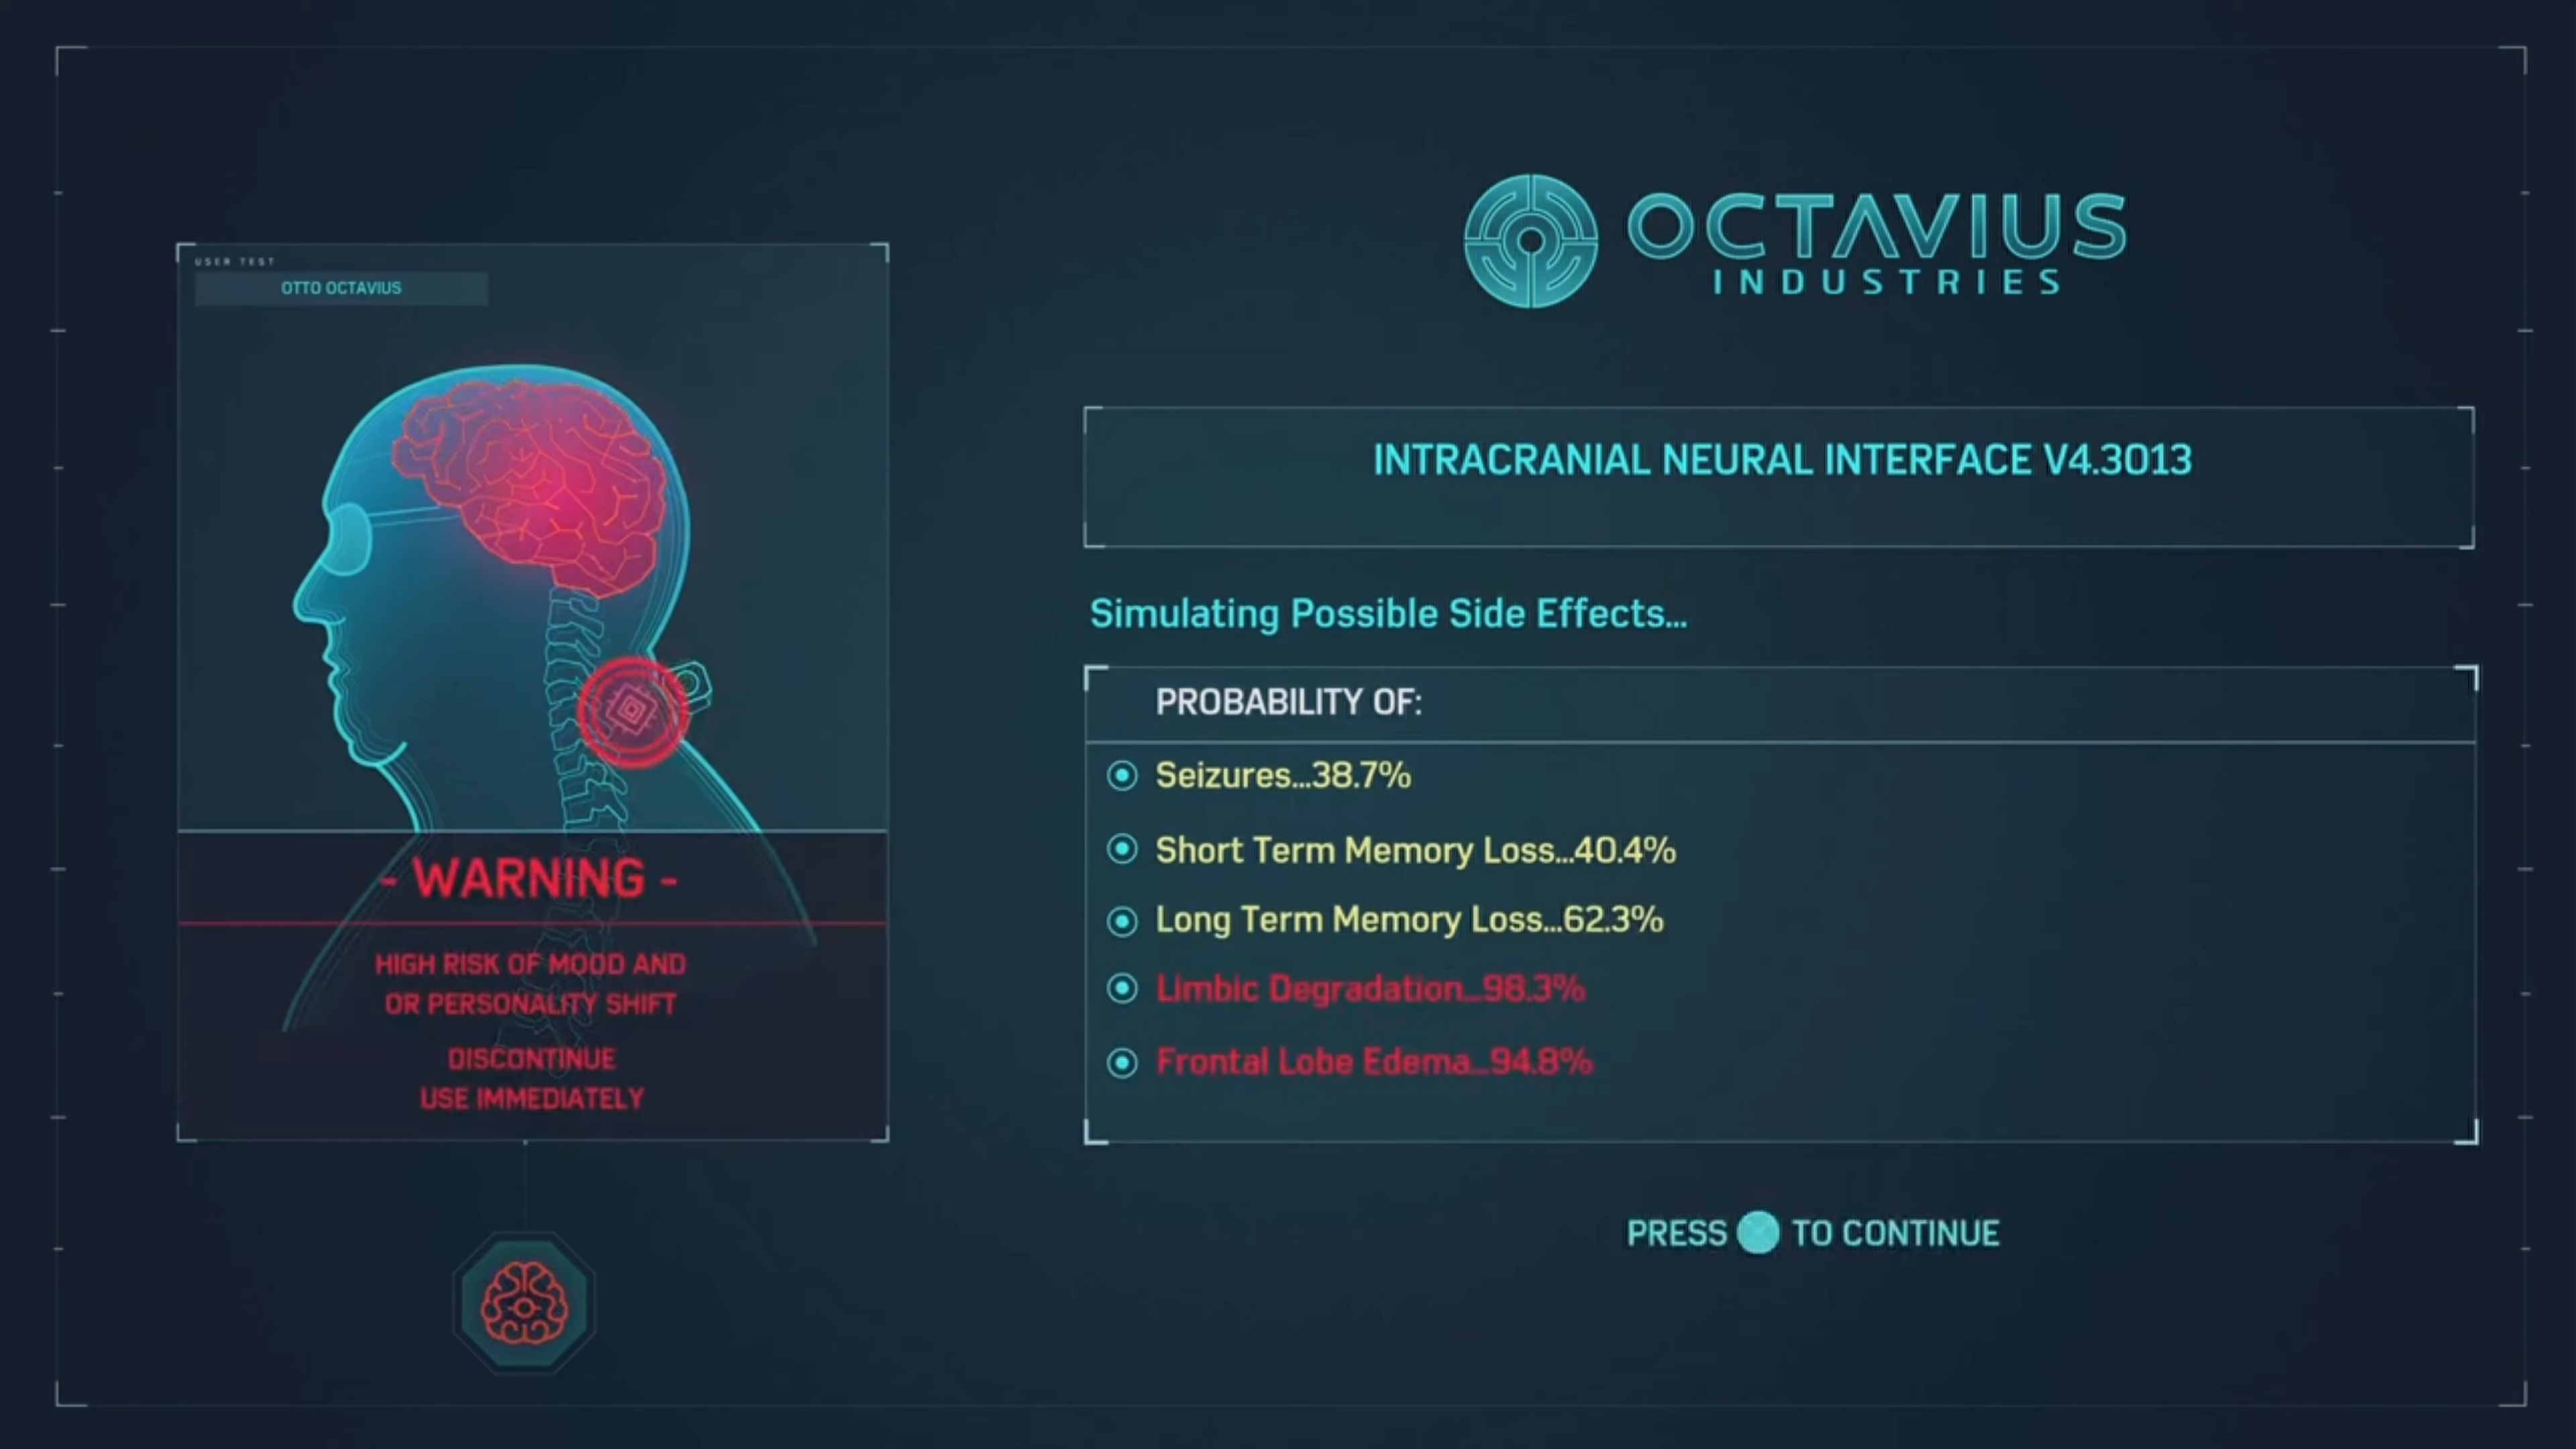 USER TEST
OTTO OCTAVIUS
- WARNING -
HIGH RISK OF MOOD AND
OR PERSONALITY SHIFT
DISCONTINUE
USE IMMEDIATELY
OCTAVIUS
INDUSTRIES
INTRACRANIAL NEURAL INTERFACE V4.3013
Simulating Possible Side Effects...
PROBABILITY OF:
Seizures...38.7%
Short Term Memory Loss...40.4%
Long Term Memory Loss...62.3%
Limbic Degradation...98.3%
Frontal Lobe Edema...94.8%
PRESS TO CONTINUE